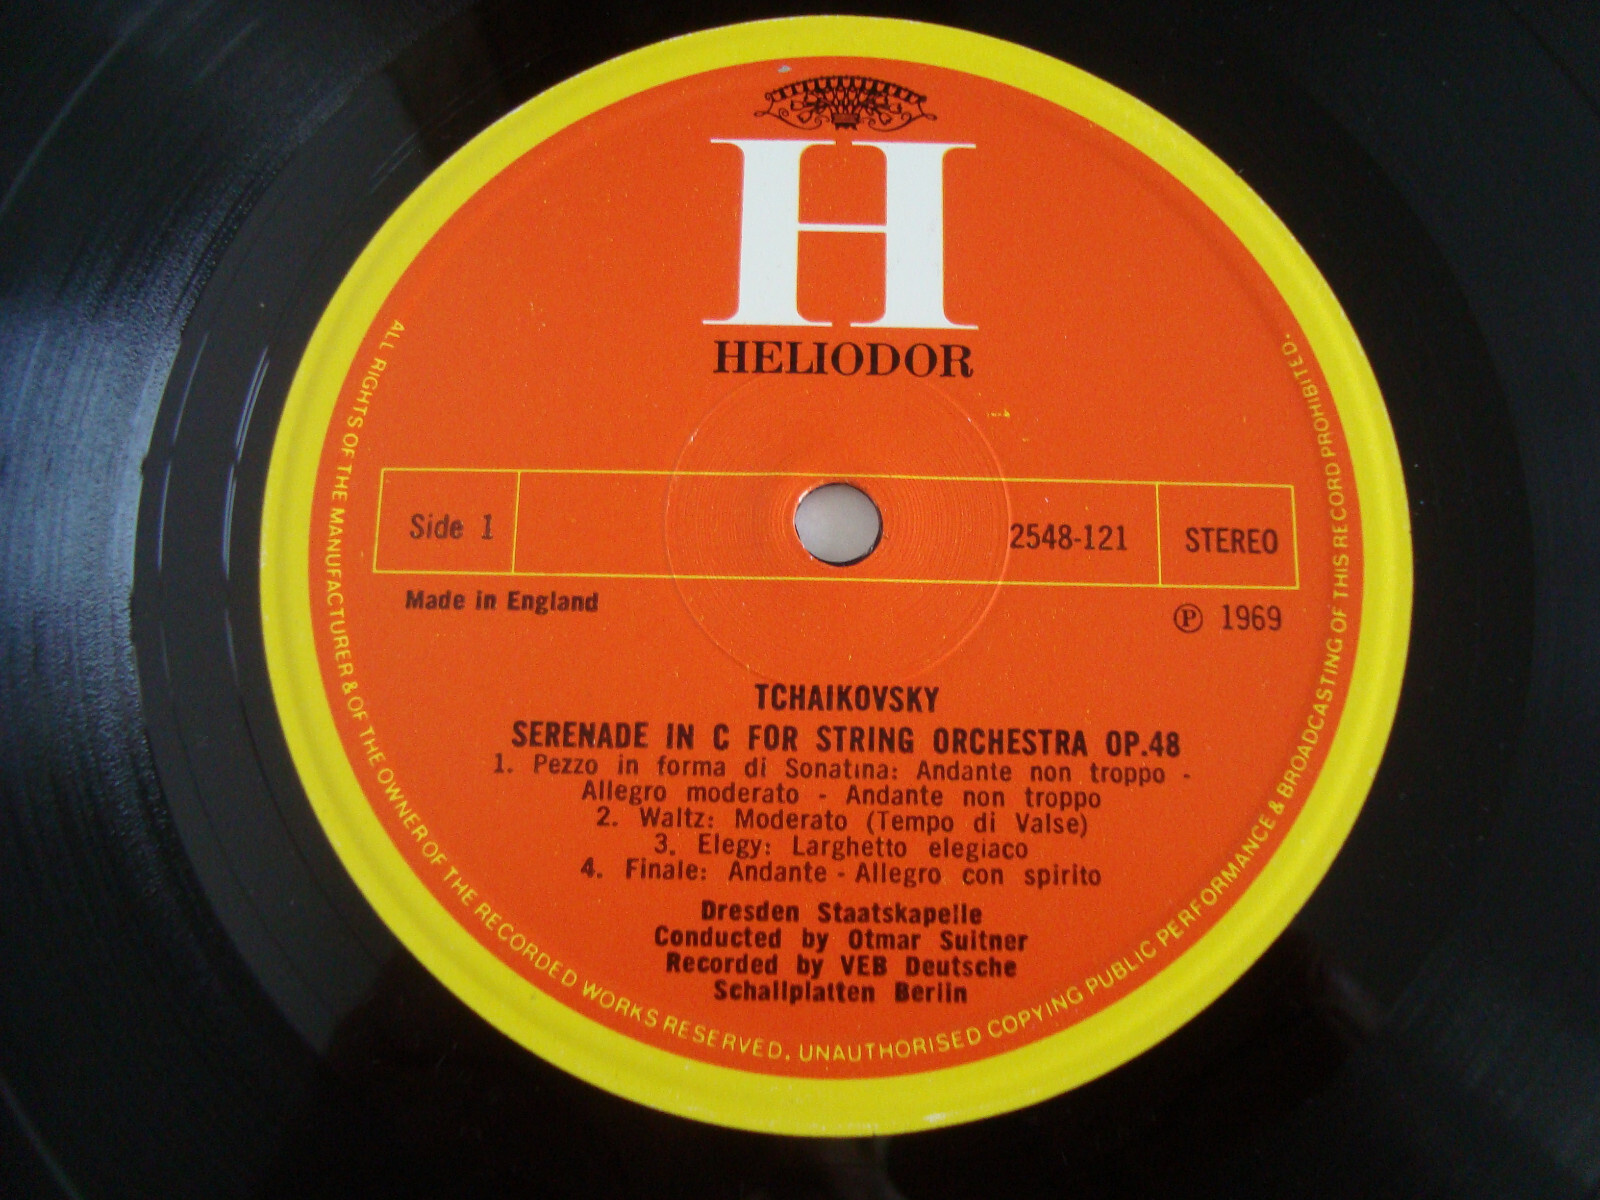 H
HELIODOR
Side 1
2548-121
STEREO
Made in England
Ⓟ 1969
TCHAIKOVSKY
SERENADE IN C FOR STRING ORCHESTRA OP.48
1. Pezzo in forma di Sonatina: Andante non troppo -
Allegro moderato - Andante non troppo
2. Waltz: Moderato (Tempo di Valse)
3. Elegy: Larghetto elegiaco
4. Finale: Andante - Allegro con spirito
Dresden Staatskapelle
Conducted by Otmar Suitner
Recorded by VEB Deutsche
Schallplatten Berlin
ALL RIGHTS OF THE MANUFACTURER & OF THE OWNER OF THE RECORDED WORKS RESERVED. UNAUTHORISED COPYING PUBLIC PERFORMANCE & BROADCASTING OF THIS RECORD PROHIBITED.